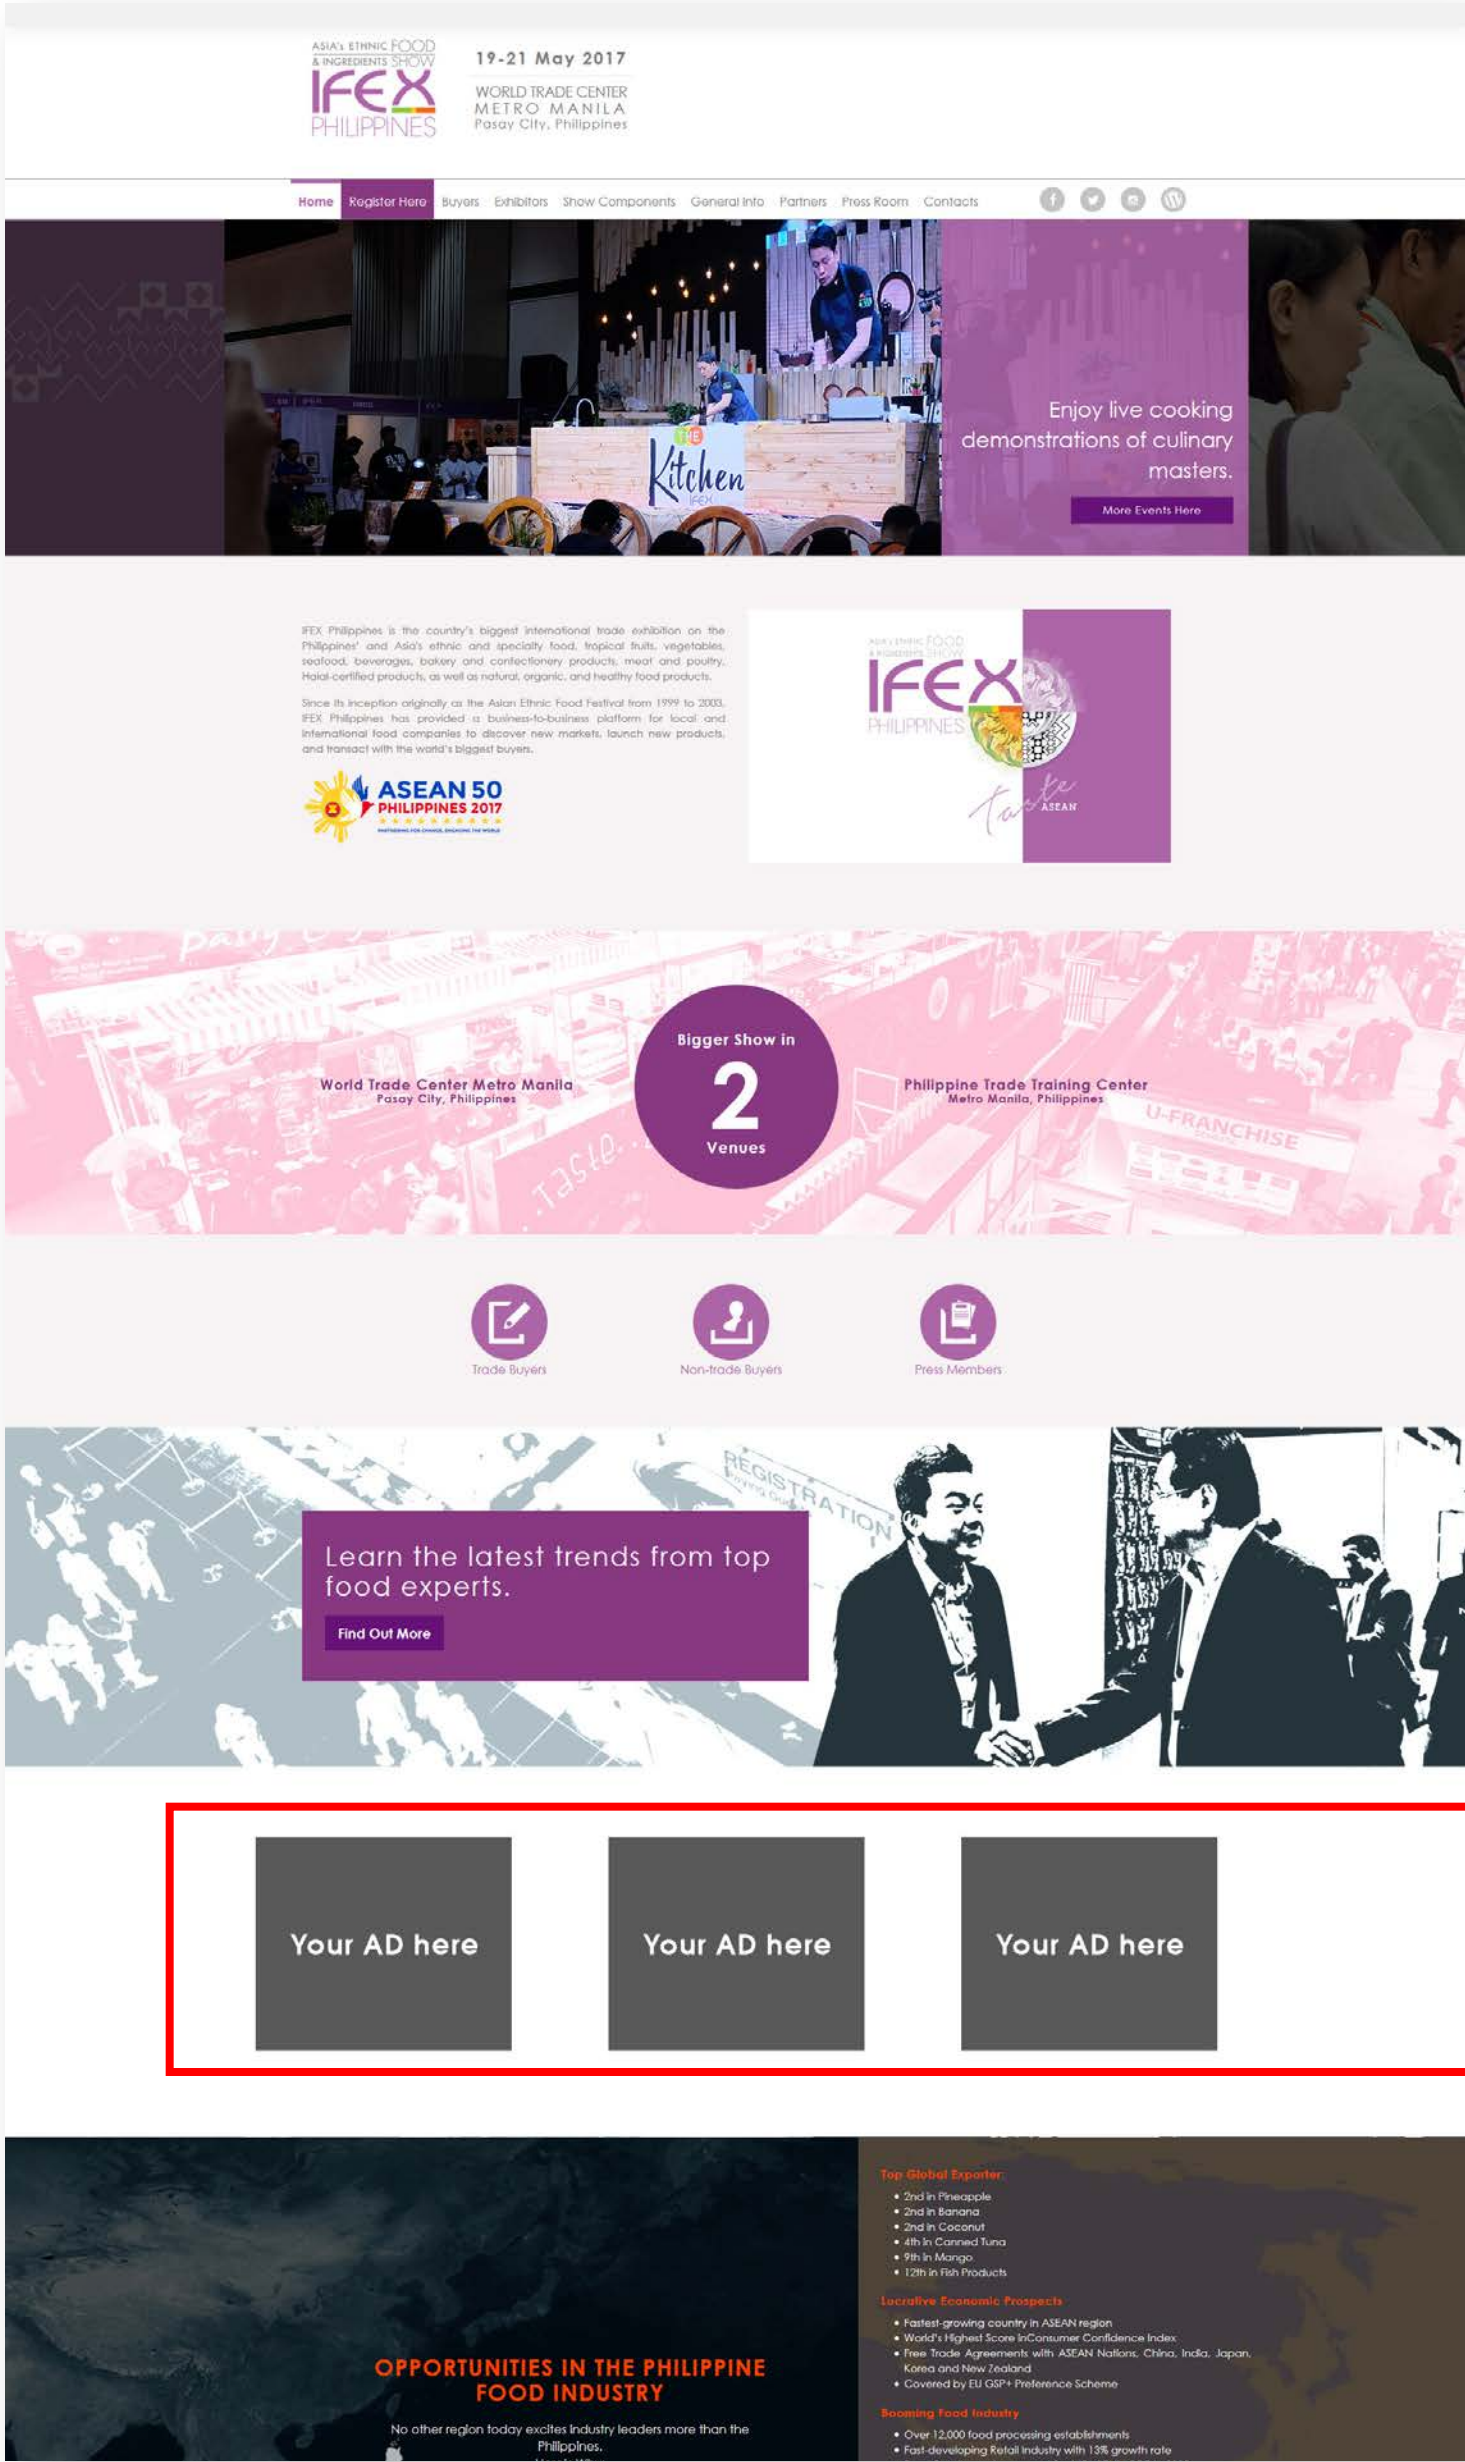 ASIA's ETHNIC FOOD
& INGREDIENTS SHOW
IFEX
PHILIPPINES
19-21 May 2017
WORLD TRADE CENTER
METRO MANILA
Pasay City, Philippines
Home Register Here Buyers Exhibitors Show Components General Info Partners Press Room Contacts
THE
Kitchen
IFEX
Enjoy live cooking
demonstrations of culinary
masters.
More Events Here
IFEX Philippines is the country's biggest international trade exhibition on the
Philippines' and Asia's ethnic and specialty food, tropical fruits, vegetables,
seafood, beverages, bakery and confectionery products, meat and poultry,
Halal-certified products, as well as natural, organic, and healthy food products.
Since its inception originally as the Asian Ethnic Food Festival from 1999 to 2003,
IFEX Philippines has provided a business-to-business platform for local and
international food companies to discover new markets, launch new products,
and transact with the world's biggest buyers.
ASEAN 50
PHILIPPINES 2017
PARTNERING FOR CHANGE, ENGAGING THE WORLD
ASIA's ETHNIC FOOD
& INGREDIENTS SHOW
IFEX
PHILIPPINES
Taste
ASEAN
Bigger Show in
2
Venues
World Trade Center Metro Manila
Pasay City, Philippines
Philippine Trade Training Center
Metro Manila, Philippines
U-FRANCHISE
Taste.
Trade Buyers
Non-trade Buyers
Press Members
REGISTRATION
Learn the latest trends from top
food experts.
Find Out More
Your AD here
Your AD here
Your AD here
OPPORTUNITIES IN THE PHILIPPINE
FOOD INDUSTRY
No other region today excites industry leaders more than the
Philippines.
Top Global Exporter:
• 2nd in Pineapple
• 2nd in Banana
• 2nd in Coconut
• 4th in Canned Tuna
• 9th in Mango
• 12th in Fish Products
Lucrative Economic Prospects
• Fastest-growing country in ASEAN region
• World's Highest Score inConsumer Confidence Index
• Free Trade Agreements with ASEAN Nations, China, India, Japan,
Korea and New Zealand
• Covered by EU GSP+ Preference Scheme
Booming Food Industry
• Over 12,000 food processing establishments
• Fast-developing Retail Industry with 13% growth rate